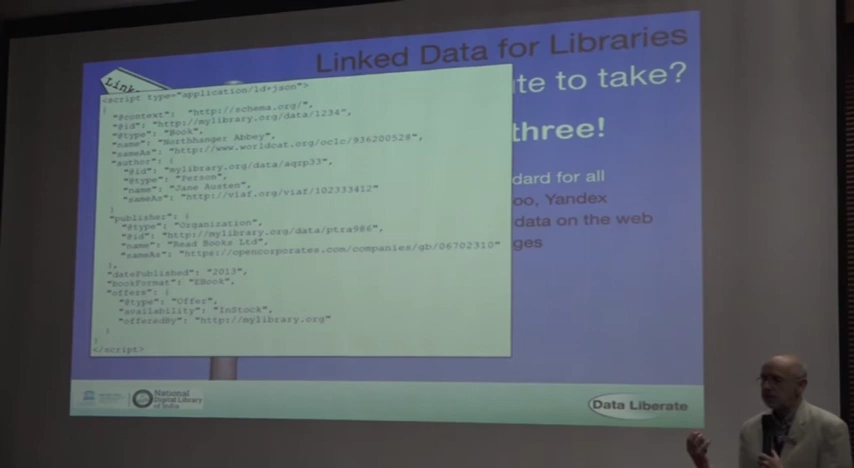 Linked Data for Libraries
te to take?
three!
dard for all
oo, Yandex
data on the web
ges
Link
<script type="application/ld+json">
{
"@context": "http://schema.org/",
"@id": "http://mylibrary.org/data/1234",
"@type": "Book",
"name": "Northhanger Abbey",
"sameAs": "http://www.worldcat.org/oclc/936200528",
"author": {
"@id": "mylibrary.org/data/aqzp33",
"@type": "Person",
"name": "Jane Austen",
"sameAs": "http://viaf.org/viaf/102333412"
}
"publisher": {
"@type": "Organization",
"@id": "http://mylibrary.org/data/ptra986",
"name": "Read Books Ltd",
"sameAs": "https://opencorporates.com/companies/gb/06702310"
},
"datePublished": "2013",
"bookFormat": "EBook",
"offers": {
"@type": "Offer",
"availability": "InStock",
"offeredBy": "http://mylibrary.org"
}
}
</script>
National
Digital Library
of India
Data Liberate